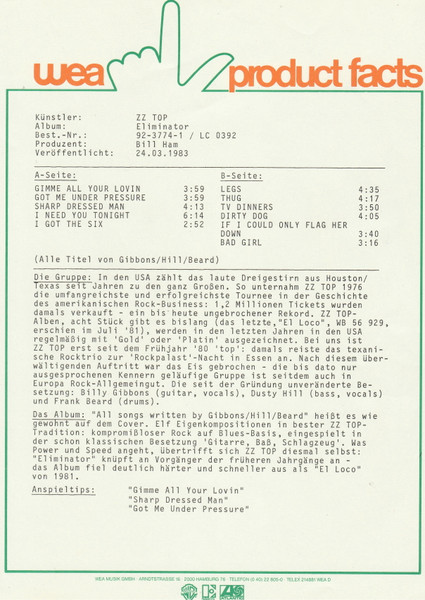 wea product facts
Künstler: ZZ TOP
Album: Eliminator
Best.-Nr.: 92-3774-1 / LC 0392
Produzent: Bill Ham
Veröffentlicht: 24.03.1983
A-Seite: B-Seite:
GIMME ALL YOUR LOVIN 3:59 LEGS 4:35
GOT ME UNDER PRESSURE 3:59 THUG 4:17
SHARP DRESSED MAN 4:13 TV DINNERS 3:50
I NEED YOU TONIGHT 6:14 DIRTY DOG 4:05
I GOT THE SIX 2:52 IF I COULD ONLY FLAG HER
DOWN 3:40
BAD GIRL 3:16
(Alle Titel von Gibbons/Hill/Beard)
Die Gruppe: In den USA zählt das laute Dreigestirn aus Houston/
Texas seit Jahren zu den ganz Großen. So unternahm ZZ TOP 1976
die umfangreichste und erfolgreichste Tournee in der Geschichte
des amerikanischen Rock-Business: 1,2 Millionen Tickets wurden
damals verkauft - ein bis heute ungebrochener Rekord. ZZ TOP-
Alben, acht Stück gibt es bislang (das letzte,"El Loco", WB 56 929,
erschien im Juli '81), werden in den letzten Jahren in den USA
regelmäßig mit 'Gold' oder 'Platin' ausgezeichnet. Bei uns ist
ZZ TOP erst seit dem Frühjahr '80 'top': damals reiste das texani-
sche Rocktrio zur 'Rockpalast'-Nacht in Essen an. Nach diesem über-
wältigenden Auftritt war das Eis gebrochen - die bis dato nur
ausgesprochenen Kennern geläufige Gruppe ist seitdem auch in
Europa Rock-Allgemeingut. Die seit der Gründung unveränderte Be-
setzung: Billy Gibbons (guitar, vocals), Dusty Hill (bass, vocals)
und Frank Beard (drums).
Das Album: "All songs written by Gibbons/Hill/Beard" heißt es wie
gewohnt auf dem Cover. Elf Eigenkompositionen in bester ZZ TOP-
Tradition: kompromißloser Rock auf Blues-Basis, eingespielt in
der schon klassischen Besetzung 'Gitarre, Baß, Schlagzeug'. Was
Power und Speed angeht, übertrifft sich ZZ TOP diesmal selbst:
"Eliminator" knüpft an Vorgänger der früheren Jahrgänge an -
das Album fiel deutlich härter und schneller aus als "El Loco"
von 1981.
Anspieltips: "Gimme All Your Lovin"
"Sharp Dressed Man"
"Got Me Under Pressure"
WEA MUSIK GMBH · ARNDTSTRASSE 16 · 2000 HAMBURG 76 · TELEFON (0 40) 22 805-0 · TELEX 214881 WEA D